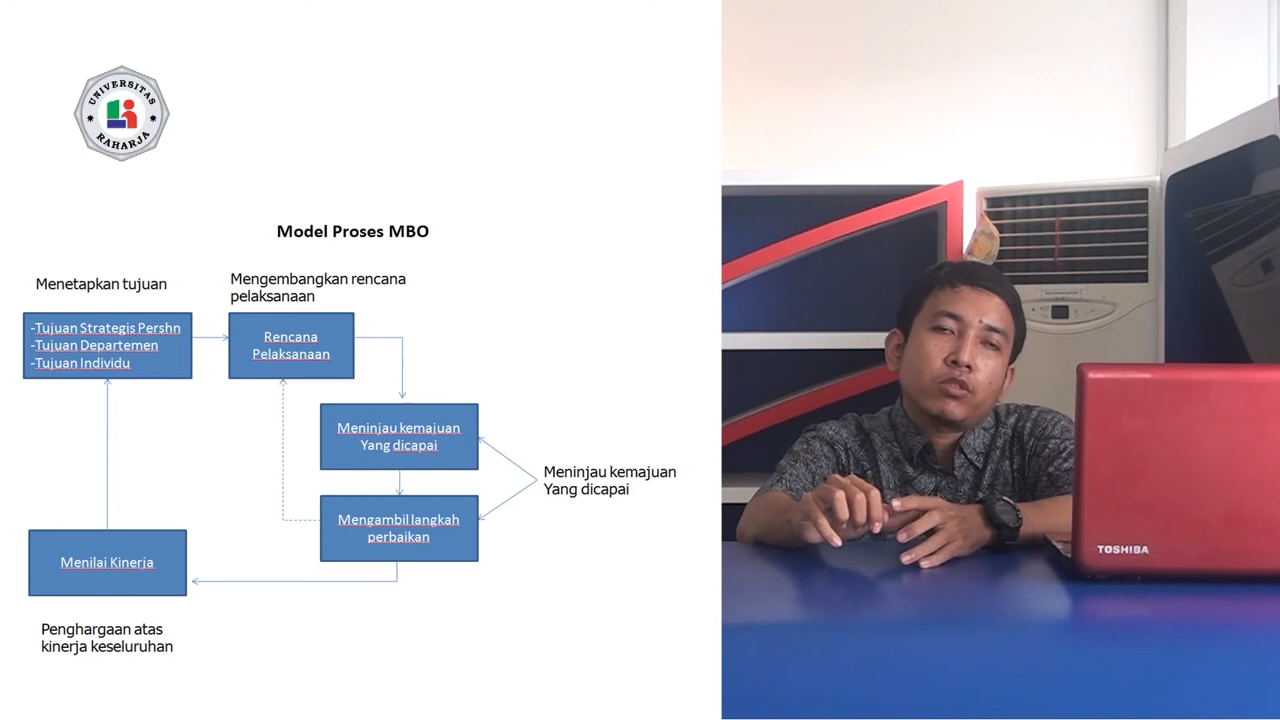 UNIVERSITAS
RAHARJA
Model Proses MBO
Menetapkan tujuan
Mengembangkan rencana
pelaksanaan
-Tujuan Strategis Pershn
-Tujuan Departemen
-Tujuan Individu
Rencana
Pelaksanaan
Meninjau kemajuan
Yang dicapai
Meninjau kemajuan
Yang dicapai
Mengambil langkah
perbaikan
Menilai Kinerja
Penghargaan atas
kinerja keseluruhan
TOSHIBA